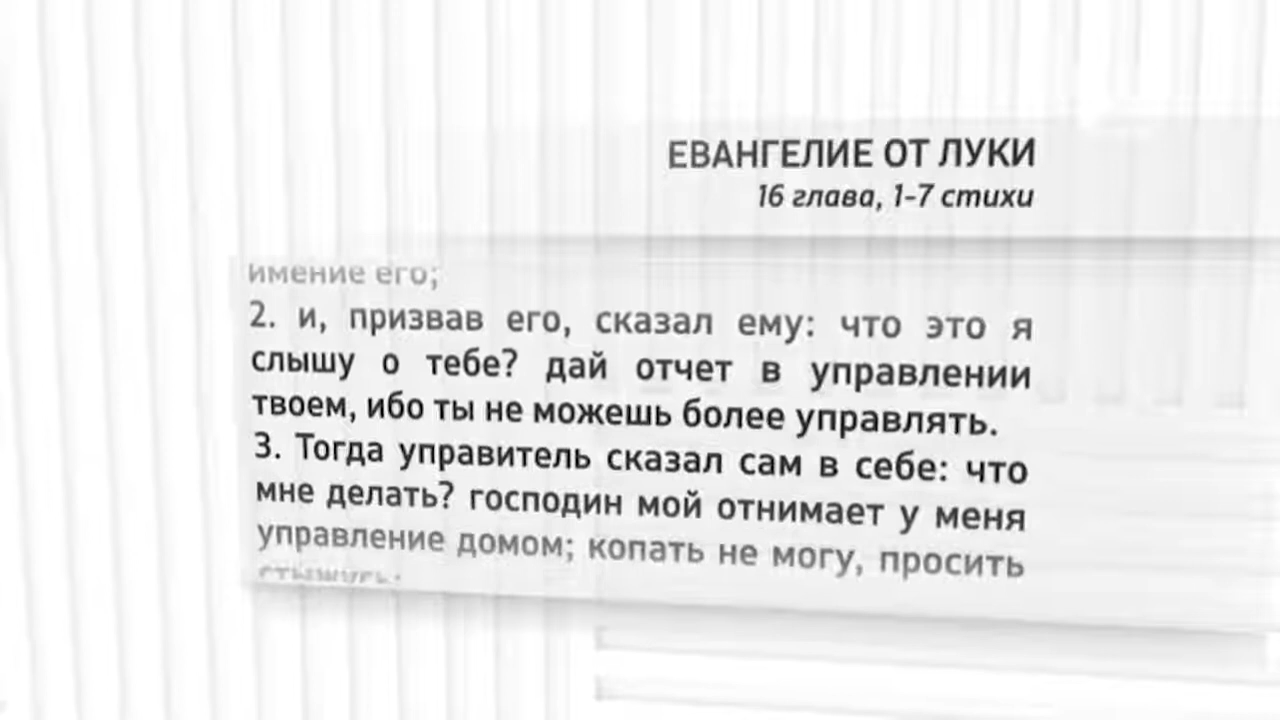 ЕВАНГЕЛИЕ ОТ ЛУКИ
16 глава, 1-7 стихи
имение его;
2. и, призвав его, сказал ему: что это я
слышу о тебе? дай отчет в управлении
твоем, ибо ты не можешь более управлять.
3. Тогда управитель сказал сам в себе: что
мне делать? господин мой отнимает у меня
управление домом; копать не могу, просить
стыжусь;